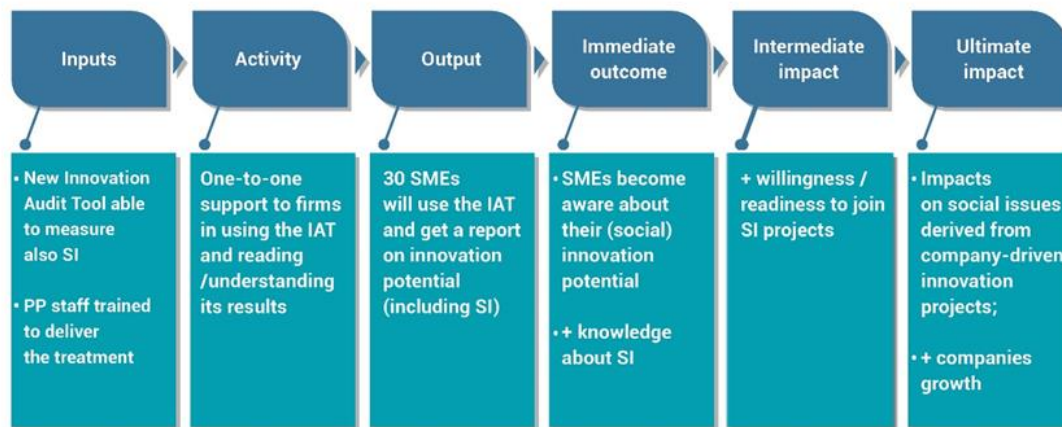 Inputs
• New Innovation
Audit Tool able
to measure
also SI
• PP staff trained
to deliver
the treatment
Activity
One-to-one
support to firms
in using the IAT
and reading
/understanding
its results
Output
30 SMEs
will use the IAT
and get a report
on innovation
potential
(including SI)
Immediate
outcome
• SMEs become
aware about
their (social)
innovation
potential
• + knowledge
about SI
Intermediate
impact
+ willingness /
readiness to join
SI projects
Ultimate
impact
• Impacts
on social issues
derived from
company-driven
innovation
projects;
• + companies
growth